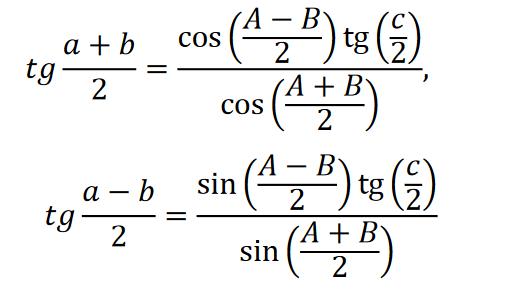 tg (a + b)/2 = (cos((A − B)/2) tg(c/2))/(cos((A + B)/2)),
tg (a − b)/2 = (sin((A − B)/2) tg(c/2))/(sin((A + B)/2))